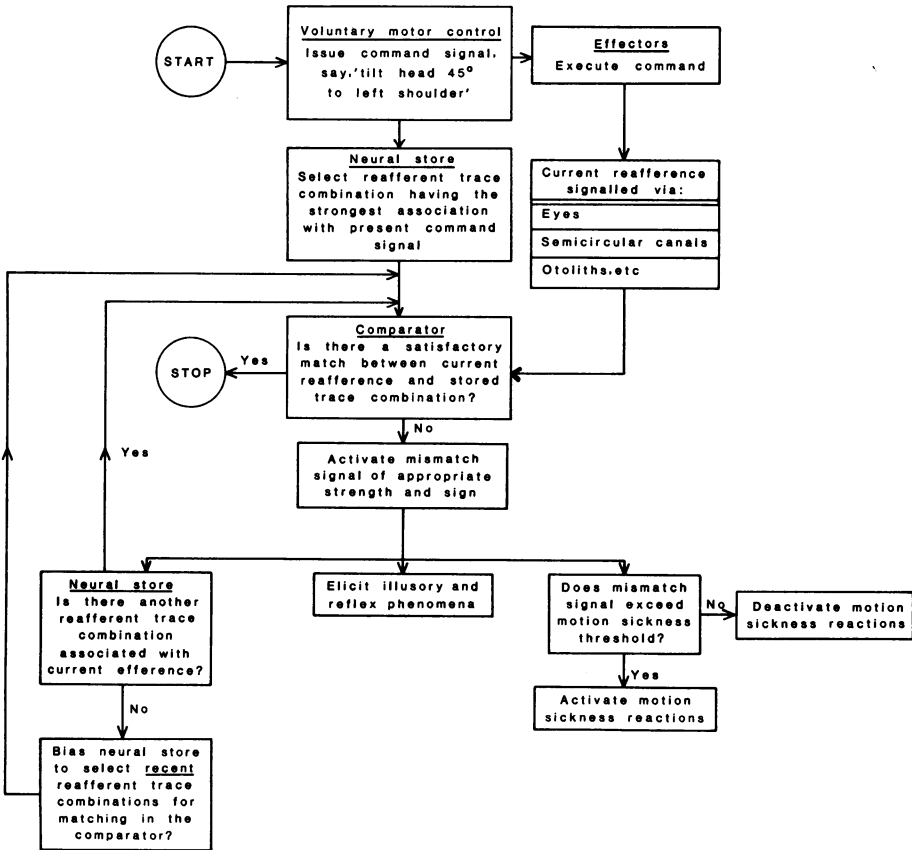 START
Voluntary motor control
Issue command signal,
say,'tilt head 45°
to left shoulder'
Effectors
Execute command
Neural store
Select reafferent trace
combination having the
strongest association
with present command
signal
Current reafference
signalled via:
Eyes
Semicircular canals
Otoliths,etc
Comparator
Is there a satisfactory
match between current
reafference and stored
trace combination?
Yes
STOP
No
Activate mismatch
signal of appropriate
strength and sign
Yes
Neural store
Is there another
reafferent trace
combination
associated with
current efference?
Elicit illusory and
reflex phenomena
Does mismatch
signal exceed
motion sickness
threshold?
No
Deactivate motion
sickness reactions
Yes
Activate motion
sickness reactions
No
Bias neural store
to select recent
reafferent trace
combinations for
matching in the
comparator?